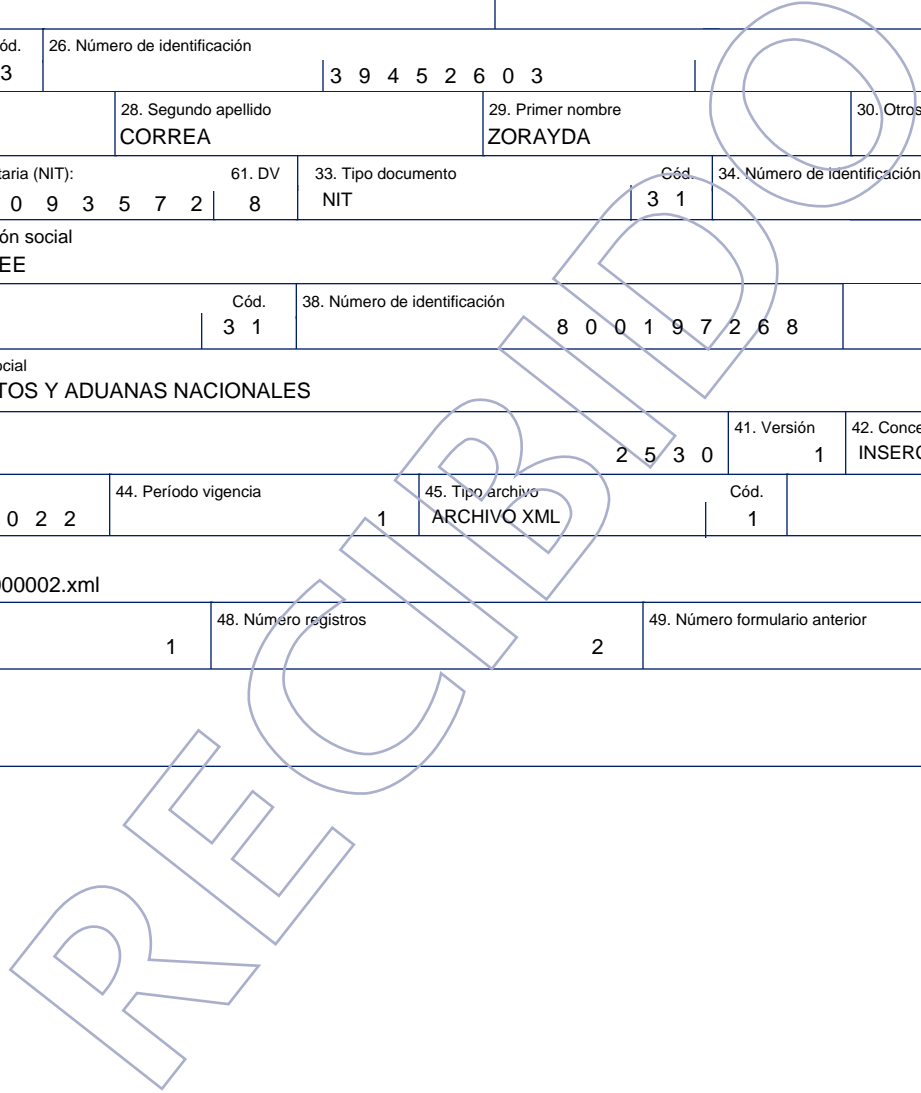 ód. 26. Número de identificación
3 3 9 4 5 2 6 0 3
28. Segundo apellido 29. Primer nombre 30. Otros
CORREA ZORAYDA
taria (NIT): 61. DV 33. Tipo documento Cód. 34. Número de identificación
0 9 3 5 7 2 8 NIT 3 1
ón social
EE
Cód. 38. Número de identificación
3 1 8 0 0 1 9 7 2 6 8
ocial
TOS Y ADUANAS NACIONALES
41. Versión 42. Conce
2 5 3 0 1 INSERC
44. Período vigencia 45. Tipo archivo Cód.
0 2 2 1 ARCHIVO XML 1
000002.xml
48. Número registros 49. Número formulario anterior
1 2
RECIBIDO